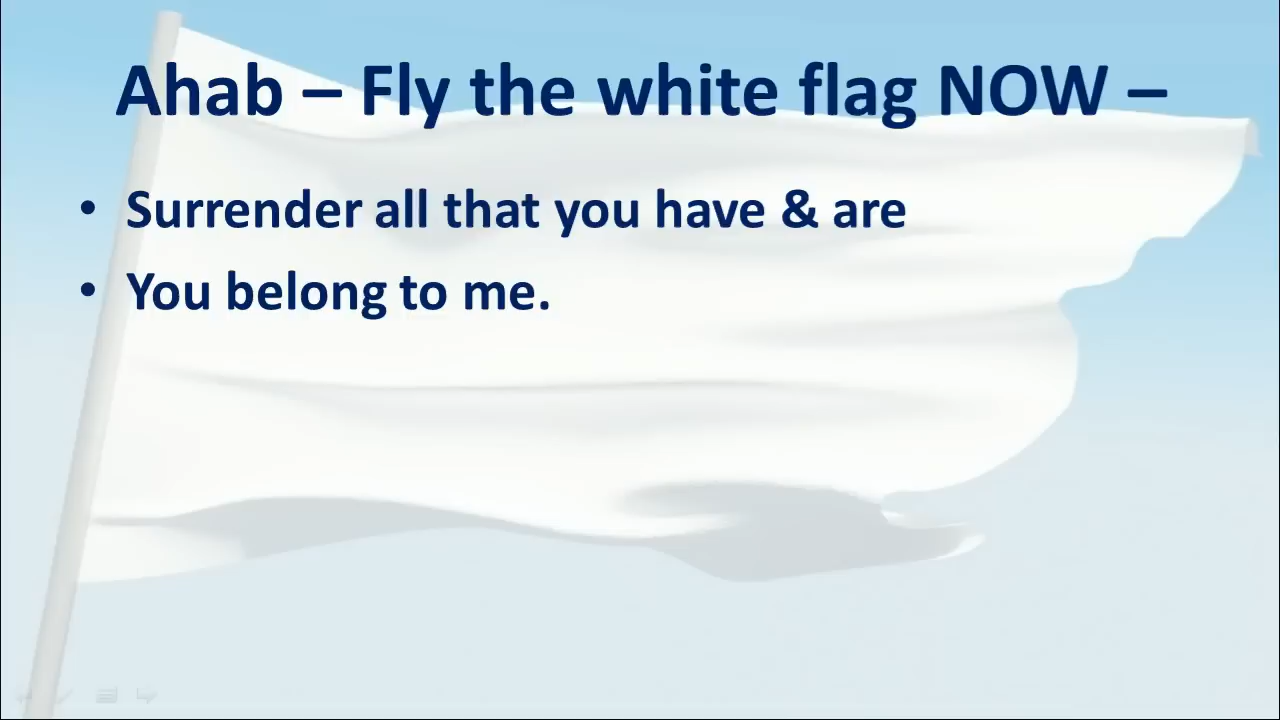 Ahab – Fly the white flag NOW –
• Surrender all that you have & are
• You belong to me.